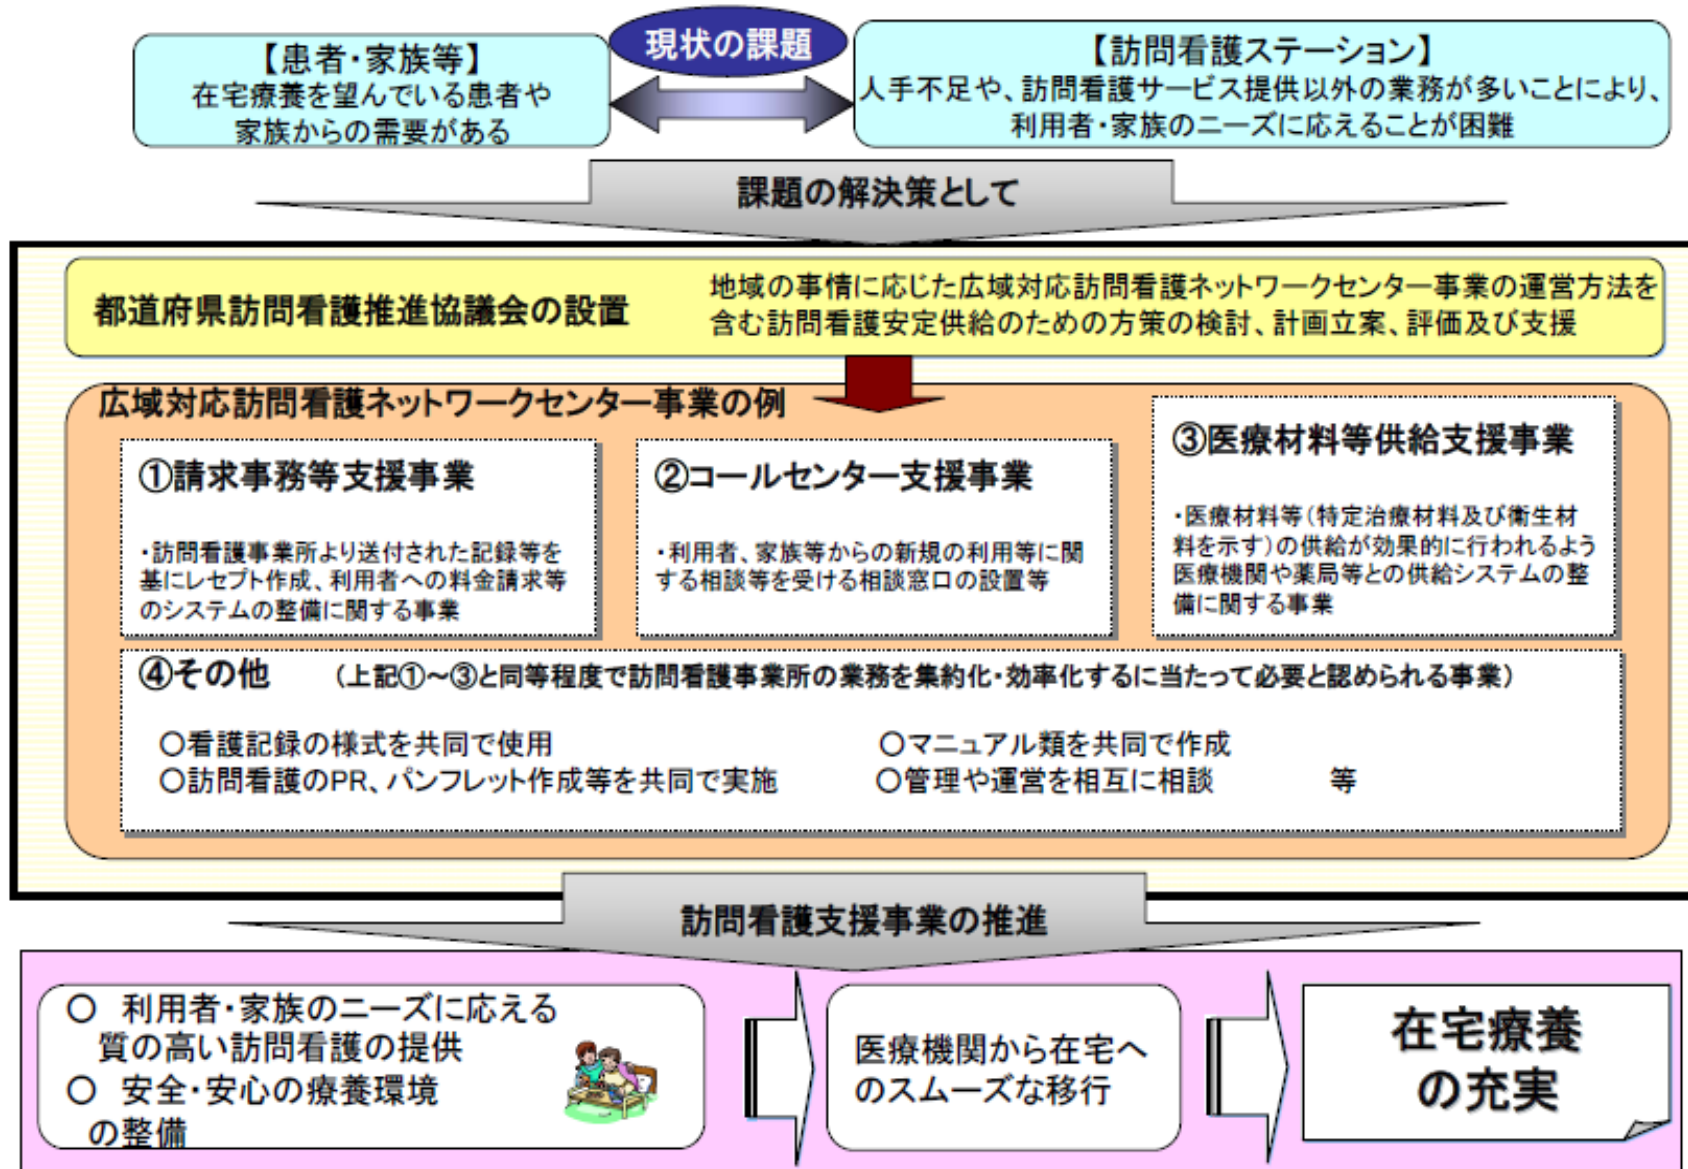 現状の課題
【患者・家族等】
在宅療養を望んでいる患者や
家族からの需要がある
【訪問看護ステーション】
人手不足や、訪問看護サービス提供以外の業務が多いことにより、
利用者・家族のニーズに応えることが困難
課題の解決策として
都道府県訪問看護推進協議会の設置
地域の事情に応じた広域対応訪問看護ネットワークセンター事業の運営方法を
含む訪問看護安定供給のための方策の検討、計画立案、評価及び支援
広域対応訪問看護ネットワークセンター事業の例
①請求事務等支援事業
・訪問看護事業所より送付された記録等を
基にレセプト作成、利用者への料金請求等
のシステムの整備に関する事業
②コールセンター支援事業
・利用者、家族等からの新規の利用等に関
する相談等を受ける相談窓口の設置等
③医療材料等供給支援事業
・医療材料等(特定治療材料及び衛生材
料を示す)の供給が効果的に行われるよう
医療機関や薬局等との供給システムの整
備に関する事業
④その他 (上記①～③と同等程度で訪問看護事業所の業務を集約化・効率化するに当たって必要と認められる事業)
○看護記録の様式を共同で使用 ○マニュアル類を共同で作成
○訪問看護のPR、パンフレット作成等を共同で実施 ○管理や運営を相互に相談 等
訪問看護支援事業の推進
○ 利用者・家族のニーズに応える
質の高い訪問看護の提供
○ 安全・安心の療養環境
の整備
医療機関から在宅へ
のスムーズな移行
在宅療養
の充実